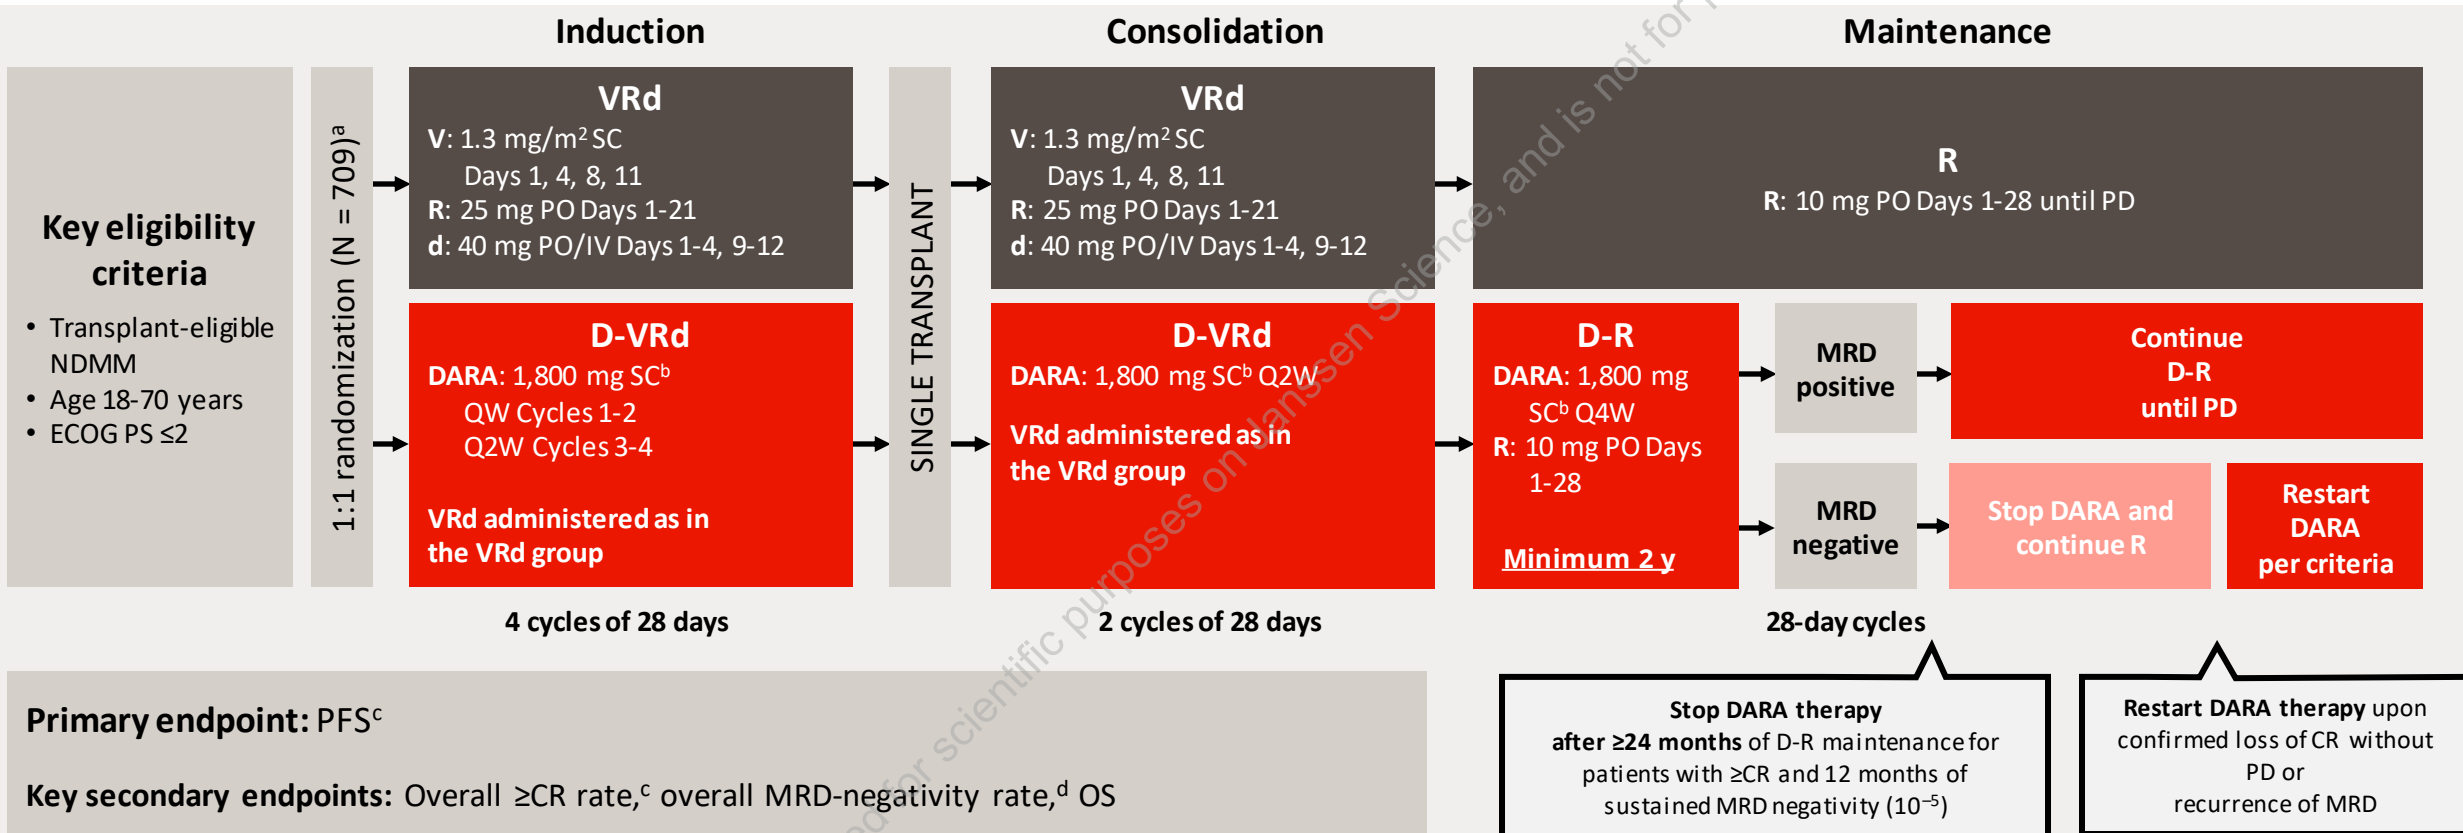 Induction
Consolidation
Maintenance
Key eligibility
criteria
• Transplant-eligible
NDMM
• Age 18-70 years
• ECOG PS ≤2
1:1 randomization (N = 709)ᵃ
VRd
V: 1.3 mg/m² SC
Days 1, 4, 8, 11
R: 25 mg PO Days 1-21
d: 40 mg PO/IV Days 1-4, 9-12
D-VRd
DARA: 1,800 mg SCᵇ
QW Cycles 1-2
Q2W Cycles 3-4
VRd administered as in
the VRd group
4 cycles of 28 days
SINGLE TRANSPLANT
VRd
V: 1.3 mg/m² SC
Days 1, 4, 8, 11
R: 25 mg PO Days 1-21
d: 40 mg PO/IV Days 1-4, 9-12
D-VRd
DARA: 1,800 mg SCᵇ Q2W
VRd administered as in
the VRd group
2 cycles of 28 days
R
R: 10 mg PO Days 1-28 until PD
D-R
DARA: 1,800 mg
SCᵇ Q4W
R: 10 mg PO Days
1-28
Minimum 2 y
MRD
positive
Continue
D-R
until PD
MRD
negative
Stop DARA and
continue R
Restart
DARA
per criteria
28-day cycles
Primary endpoint: PFSᶜ
Key secondary endpoints: Overall ≥CR rate,ᶜ overall MRD-negativity rate,ᵈ OS
Stop DARA therapy
after ≥24 months of D-R maintenance for
patients with ≥CR and 12 months of
sustained MRD negativity (10⁻⁵)
Restart DARA therapy upon
confirmed loss of CR without
PD or
recurrence of MRD
for scientific purposes on Janssen Science, and is not for